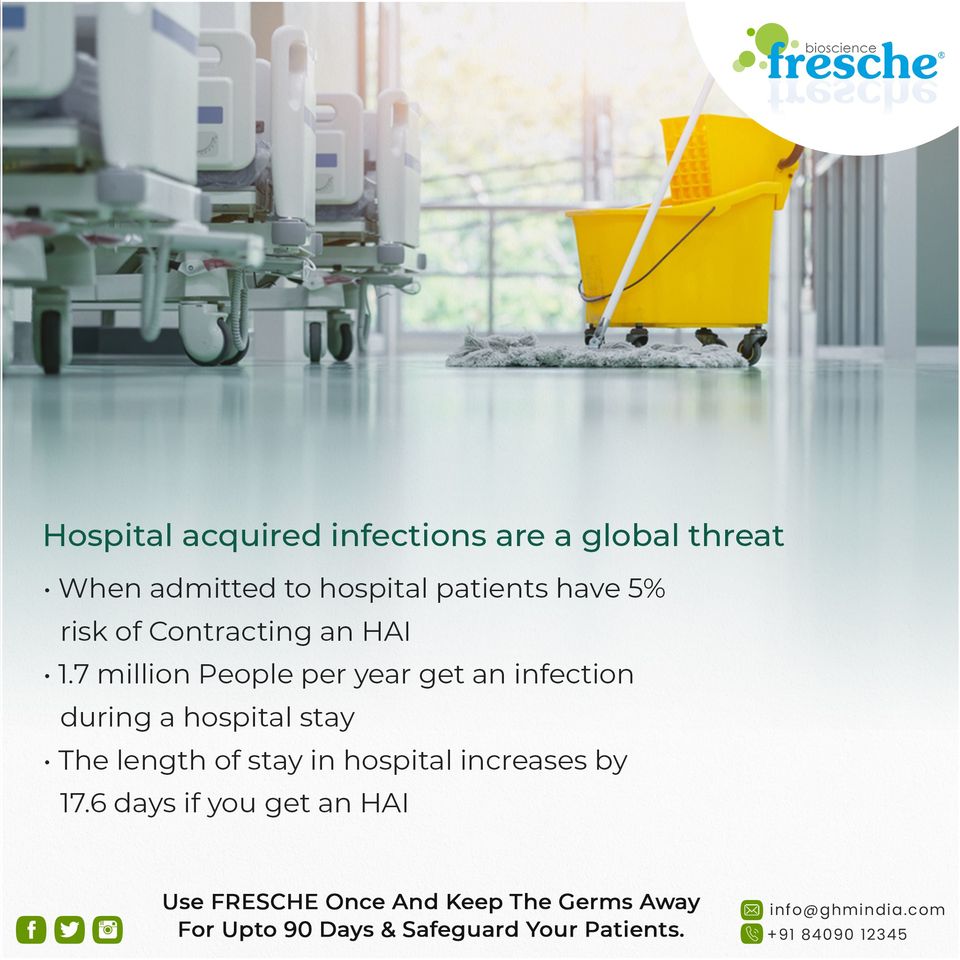 bioscience
fresche®
Hospital acquired infections are a global threat
• When admitted to hospital patients have 5%
risk of Contracting an HAI
• 1.7 million People per year get an infection
during a hospital stay
• The length of stay in hospital increases by
17.6 days if you get an HAI
Use FRESCHE Once And Keep The Germs Away
For Upto 90 Days & Safeguard Your Patients.
info@ghmindia.com
+91 84090 12345